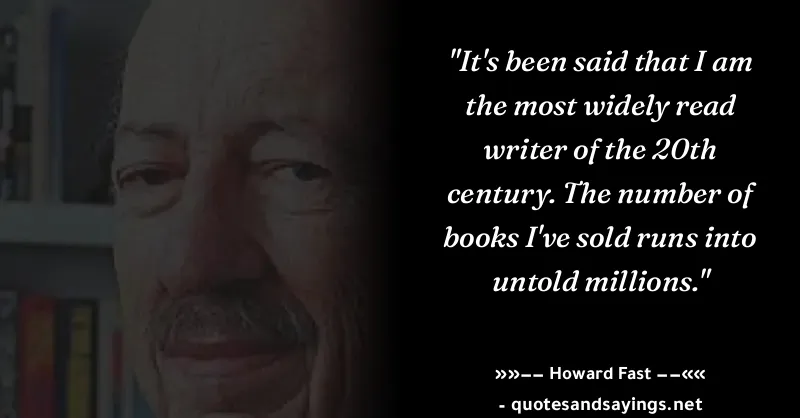 "It's been said that I am
the most widely read
writer of the 20th
century. The number of
books I've sold runs into
untold millions."
»»−− Howard Fast −−««
- quotesandsayings.net